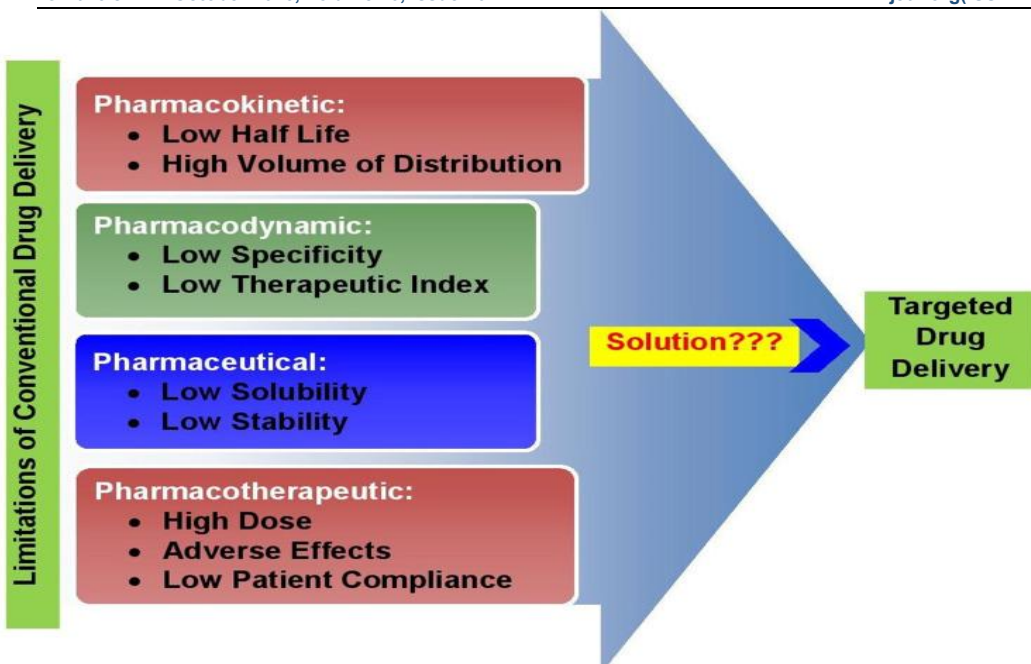 Limitations of Conventional Drug Delivery
Pharmacokinetic:
• Low Half Life
• High Volume of Distribution
Pharmacodynamic:
• Low Specificity
• Low Therapeutic Index
Pharmaceutical:
• Low Solubility
• Low Stability
Pharmacotherapeutic:
• High Dose
• Adverse Effects
• Low Patient Compliance
Solution???
Targeted
Drug
Delivery